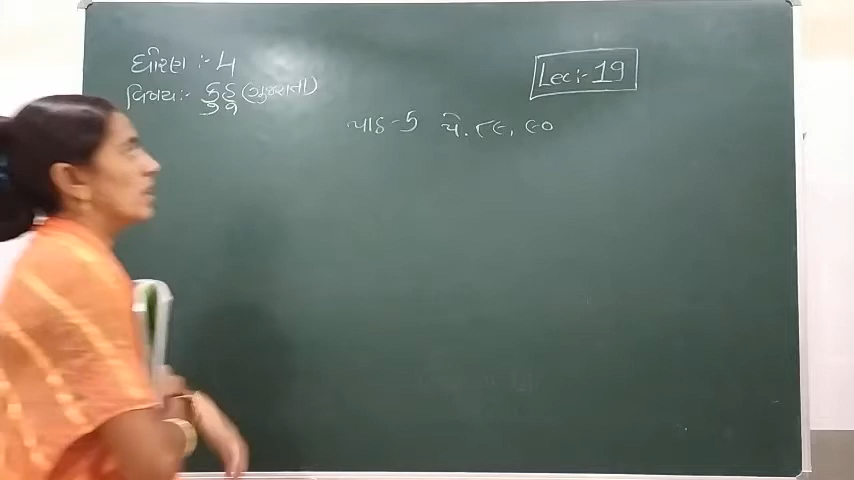 ધોરણ :- 4
Lec :- 19
વિષય:- કુહૂ (ગુજરાતી)
પાઠ-5 પે. ૮૯, ૯૦